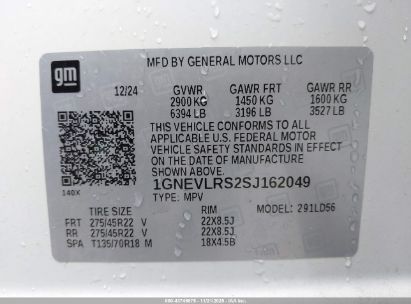 MFD BY GENERAL MOTORS LLC
gm
12/24 GVWR GAWR FRT GAWR RR
2900 KG 1450 KG 1600 KG
6394 LB 3196 LB 3527 LB
THIS VEHICLE CONFORMS TO ALL
APPLICABLE U.S. FEDERAL MOTOR
VEHICLE SAFETY STANDARDS IN EFFECT
ON THE DATE OF MANUFACTURE
SHOWN ABOVE.
1GNEVLRS2SJ162049
140X
TYPE: MPV MODEL: 291LD56
TIRE SIZE RIM
FRT 275/45R22 V 22X8.5J
RR 275/45R22 V 22X8.5J
SPA T135/70R18 M 18X4.5B